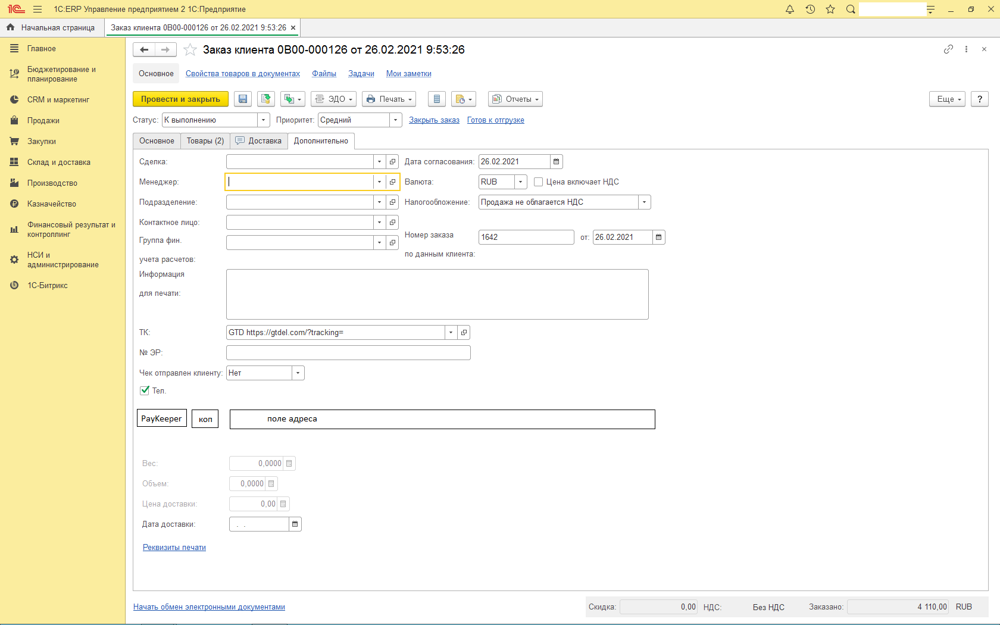 1С:ERP Управление предприятием 2 1С:Предприятие
Начальная страница
Заказ клиента 0В00-000126 от 26.02.2021 9:53:26
Главное
Бюджетирование и
планирование
CRM и маркетинг
Продажи
Закупки
Склад и доставка
Производство
Казначейство
Финансовый результат и
контроллинг
НСИ и
администрирование
1С-Битрикс
Заказ клиента 0В00-000126 от 26.02.2021 9:53:26
Основное Свойства товаров в документах Файлы Задачи Мои заметки
Провести и закрыть ЭДО Печать Отчеты Еще ?
Статус: К выполнению Приоритет: Средний Закрыть заказ Готов к отгрузке
Основное Товары (2) Доставка Дополнительно
Сделка: Дата согласования: 26.02.2021
Менеджер: Валюта: RUB Цена включает НДС
Подразделение: Налогообложение: Продажа не облагается НДС
Контактное лицо:
Группа фин.
учета расчетов:
Номер заказа
по данным клиента:
1642 от: 26.02.2021
Информация
для печати:
ТК: GTD https://gtdel.com/?tracking=
№ ЭР:
Чек отправлен клиенту: Нет
Тел.
PayKeeper коп поле адреса
Вес: 0,0000
Объем: 0,0000
Цена доставки: 0,00
Дата доставки: . .
Реквизиты печати
Начать обмен электронными документами
Скидка: 0,00 НДС: Без НДС Заказано: 4 110,00 RUB